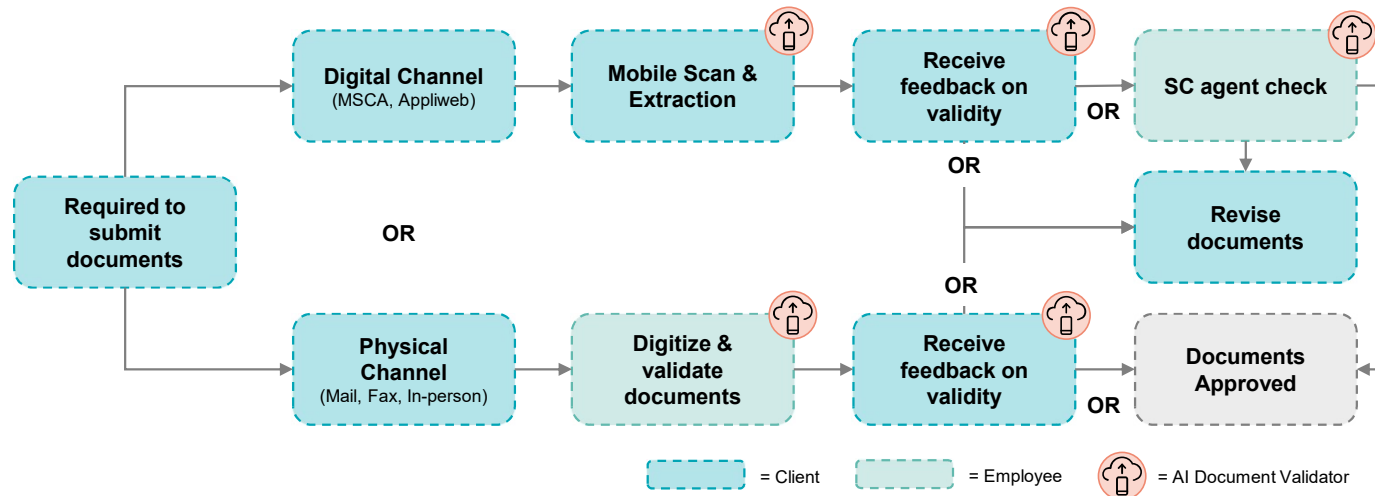 Digital Channel
(MSCA, Appliweb)
Mobile Scan &
Extraction
Receive
feedback on
validity
OR
SC agent check
OR
Required to
submit
documents
OR
Revise
documents
OR
Physical
Channel
(Mail, Fax, In-person)
Digitize &
validate
documents
Receive
feedback on
validity
OR
Documents
Approved
= Client
= Employee
= AI Document Validator